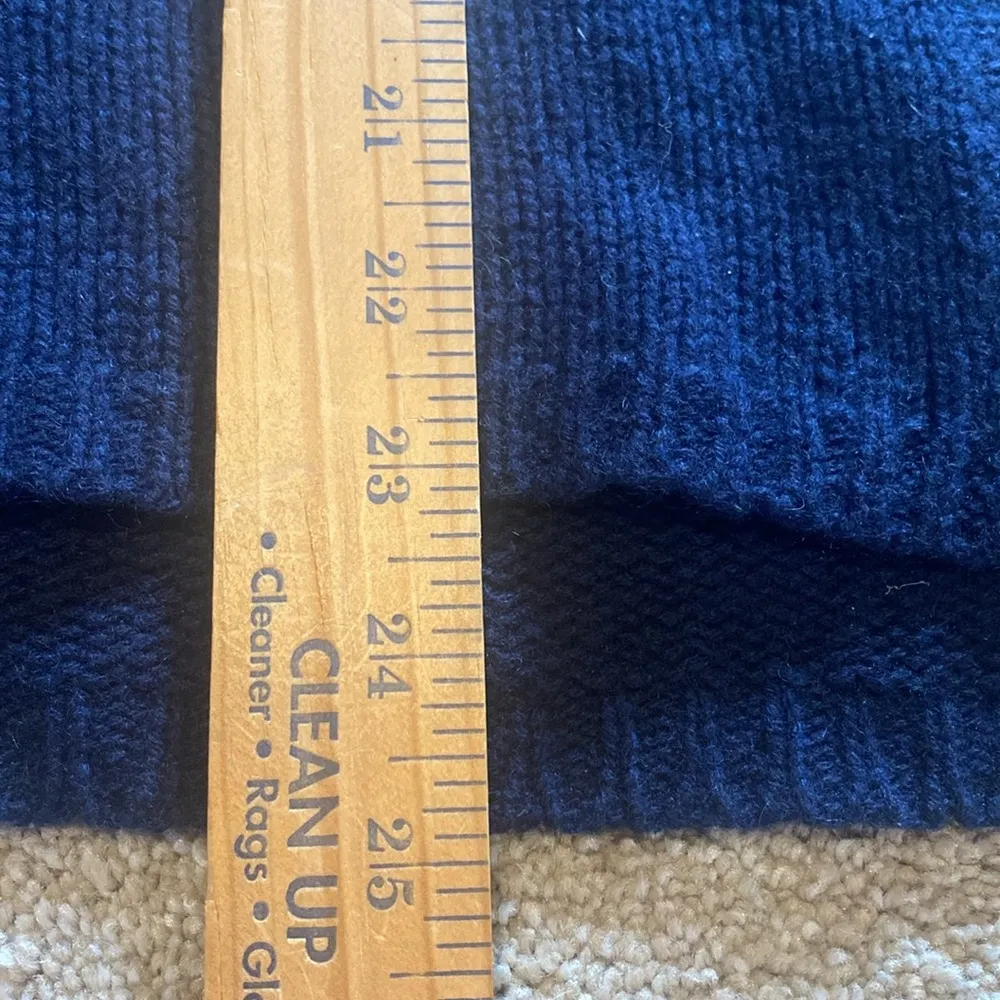 21
22
23
24
25
CLEAN UP
• Cleaner • Rags • Gl